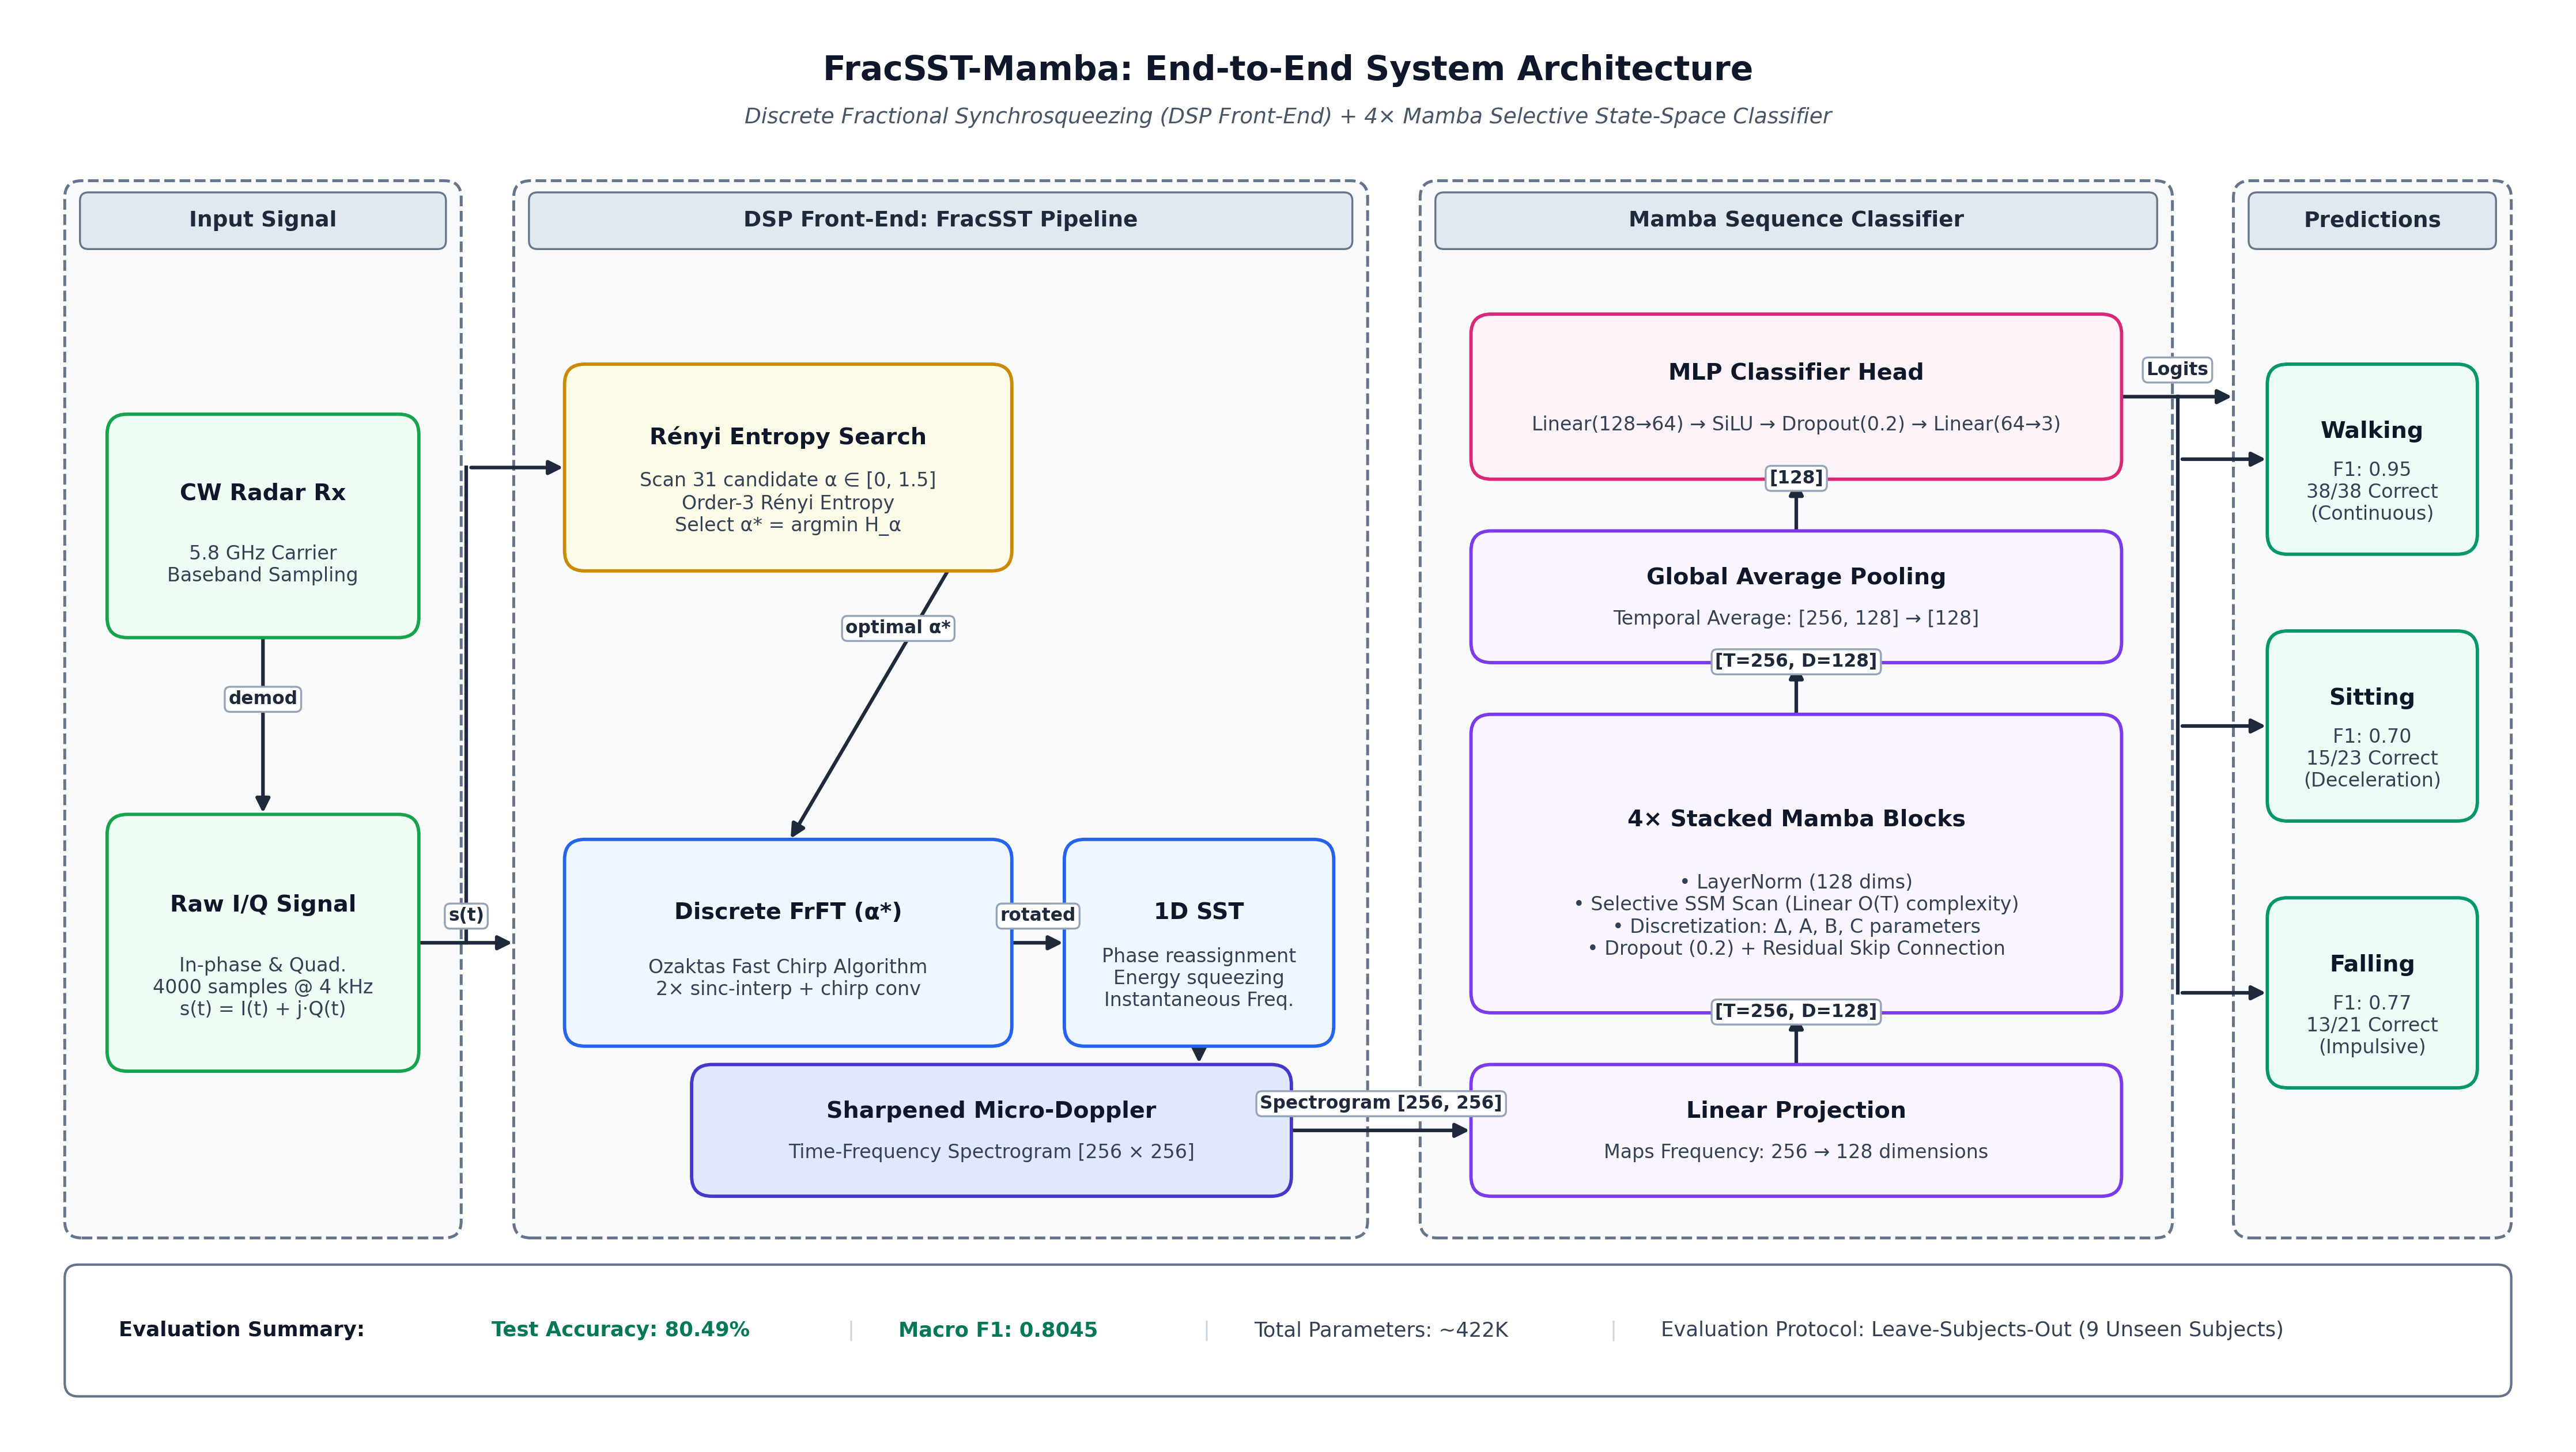 FracSST-Mamba: End-to-End System Architecture
Discrete Fractional Synchrosqueezing (DSP Front-End) + 4× Mamba Selective State-Space Classifier
Input Signal
CW Radar Rx
5.8 GHz Carrier
Baseband Sampling
demod
Raw I/Q Signal
In-phase & Quad.
4000 samples @ 4 kHz
s(t) = I(t) + j·Q(t)
s(t)
DSP Front-End: FracSST Pipeline
Rényi Entropy Search
Scan 31 candidate α ∈ [0, 1.5]
Order-3 Rényi Entropy
Select α* = argmin H_α
optimal α*
Discrete FrFT (α*)
Ozaktas Fast Chirp Algorithm
2× sinc-interp + chirp conv
rotated
1D SST
Phase reassignment
Energy squeezing
Instantaneous Freq.
Sharpened Micro-Doppler
Time-Frequency Spectrogram [256 × 256]
Spectrogram [256, 256]
Mamba Sequence Classifier
MLP Classifier Head
Linear(128→64) → SiLU → Dropout(0.2) → Linear(64→3)
[128]
Global Average Pooling
Temporal Average: [256, 128] → [128]
[T=256, D=128]
4× Stacked Mamba Blocks
• LayerNorm (128 dims)
• Selective SSM Scan (Linear O(T) complexity)
• Discretization: Δ, A, B, C parameters
• Dropout (0.2) + Residual Skip Connection
[T=256, D=128]
Linear Projection
Maps Frequency: 256 → 128 dimensions
Logits
Predictions
Walking
F1: 0.95
38/38 Correct
(Continuous)
Sitting
F1: 0.70
15/23 Correct
(Deceleration)
Falling
F1: 0.77
13/21 Correct
(Impulsive)
Evaluation Summary: Test Accuracy: 80.49% | Macro F1: 0.8045 | Total Parameters: ~422K | Evaluation Protocol: Leave-Subjects-Out (9 Unseen Subjects)